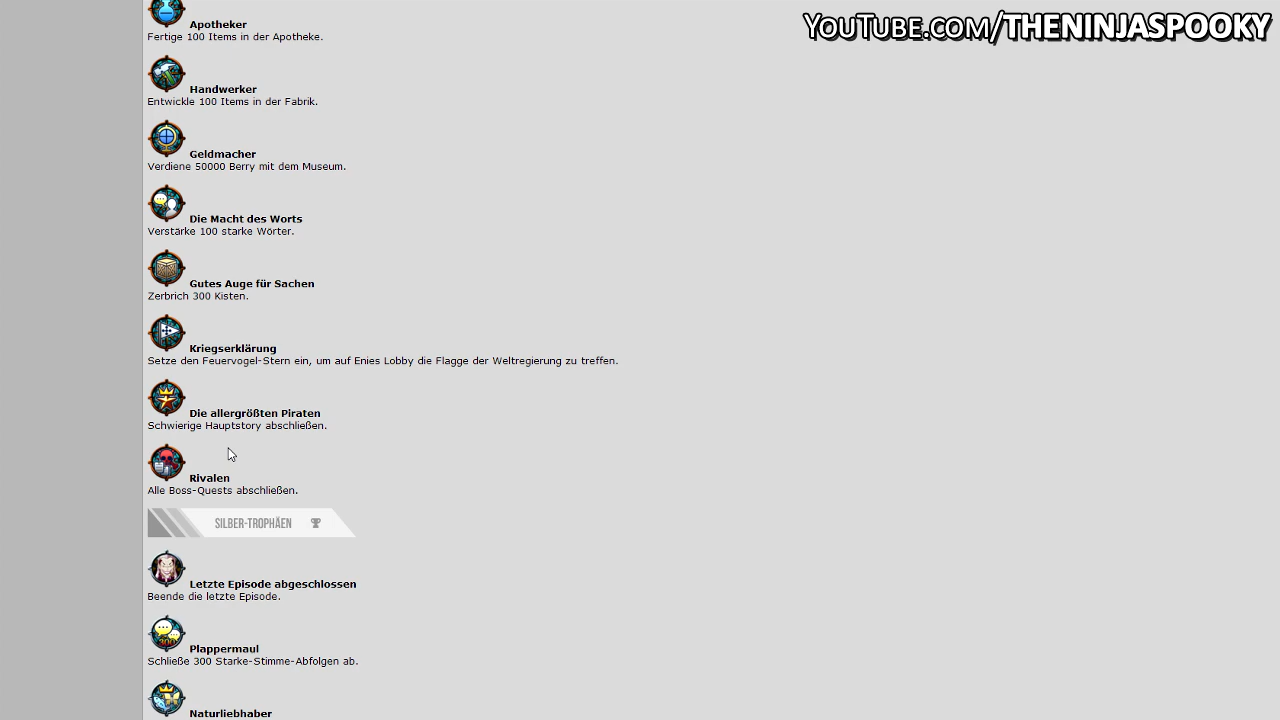 YouTube.com/THENINJASPOOKY
Apotheker
Fertige 100 Items in der Apotheke.
Handwerker
Entwickle 100 Items in der Fabrik.
Geldmacher
Verdiene 50000 Berry mit dem Museum.
Die Macht des Worts
Verstärke 100 starke Wörter.
Gutes Auge für Sachen
Zerbrich 300 Kisten.
Kriegserklärung
Setze den Feuervogel-Stern ein, um auf Enies Lobby die Flagge der Weltregierung zu treffen.
Die allergrößten Piraten
Schwierige Hauptstory abschließen.
Rivalen
Alle Boss-Quests abschließen.
SILBER-TROPHÄEN
Letzte Episode abgeschlossen
Beende die letzte Episode.
300
Plappermaul
Schließe 300 Starke-Stimme-Abfolgen ab.
Naturliebhaber